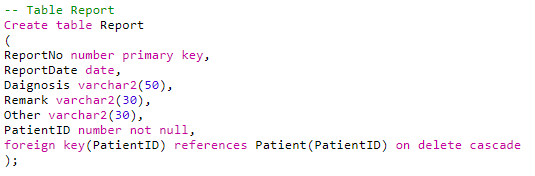 -- Table Report
Create table Report
(
ReportNo number primary key,
ReportDate date,
Daignosis varchar2(50),
Remark varchar2(30),
Other varchar2(30),
PatientID number not null,
foreign key(PatientID) references Patient(PatientID) on delete cascade
);